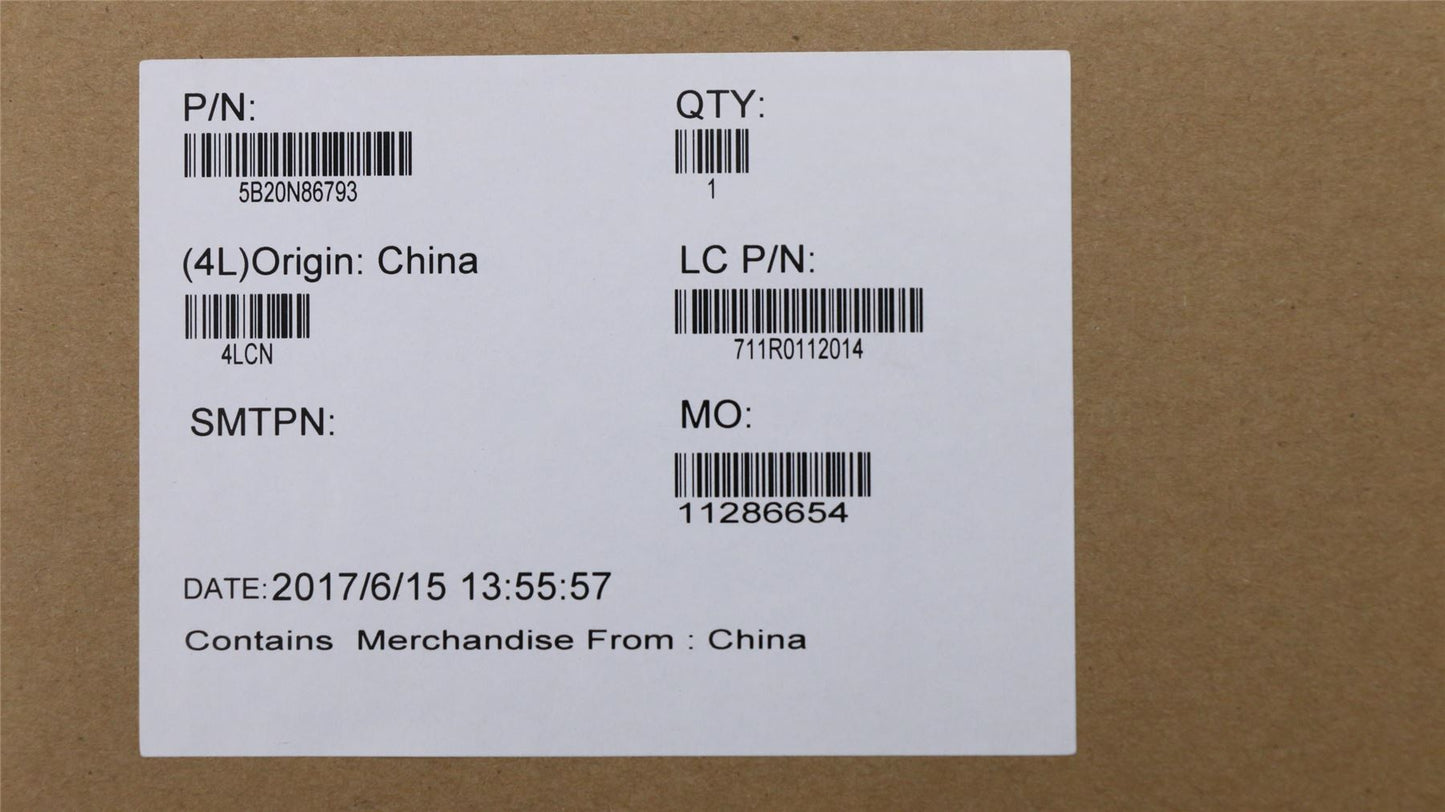 P/N:
5B20N86793
QTY:
1
(4L)Origin: China
4LCN
LC P/N:
711R0112014
SMTPN:
MO:
11286654
DATE:2017/6/15 13:55:57
Contains Merchandise From : China